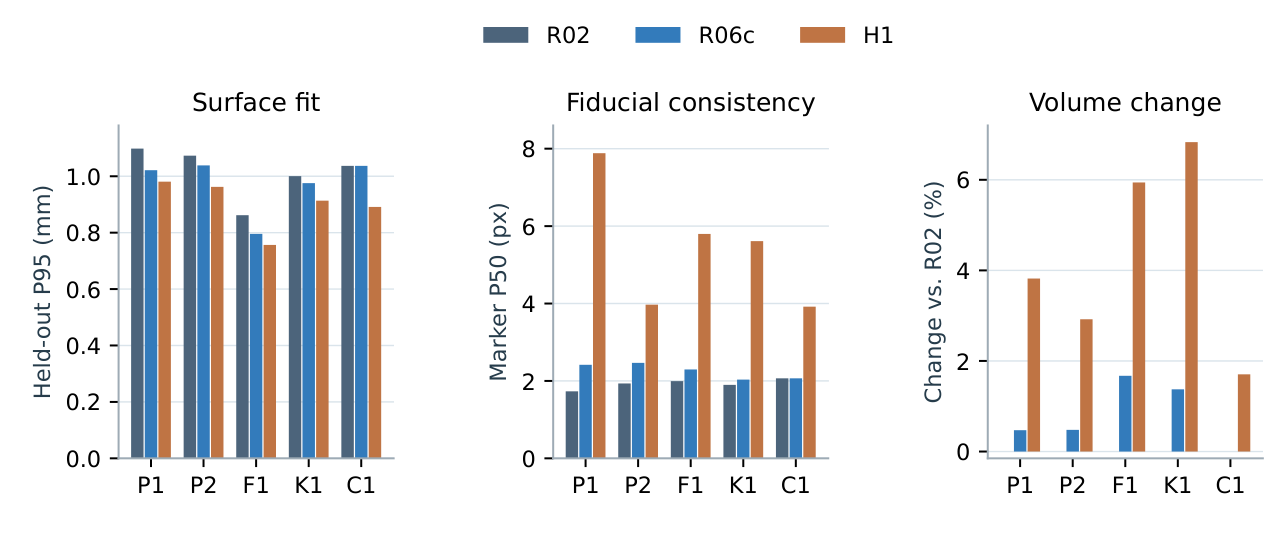 R02 R06c H1
Surface fit
Held-out P95 (mm)
1.0
0.8
0.6
0.4
0.2
0.0
P1 P2 F1 K1 C1
Fiducial consistency
Marker P50 (px)
8
6
4
2
0
P1 P2 F1 K1 C1
Volume change
Change vs. R02 (%)
6
4
2
0
P1 P2 F1 K1 C1